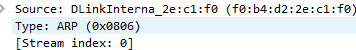 Source: DLinkInterna_2e:c1:f0 (f0:b4:d2:2e:c1:f0)
Type: ARP (0x0806)
[Stream index: 0]